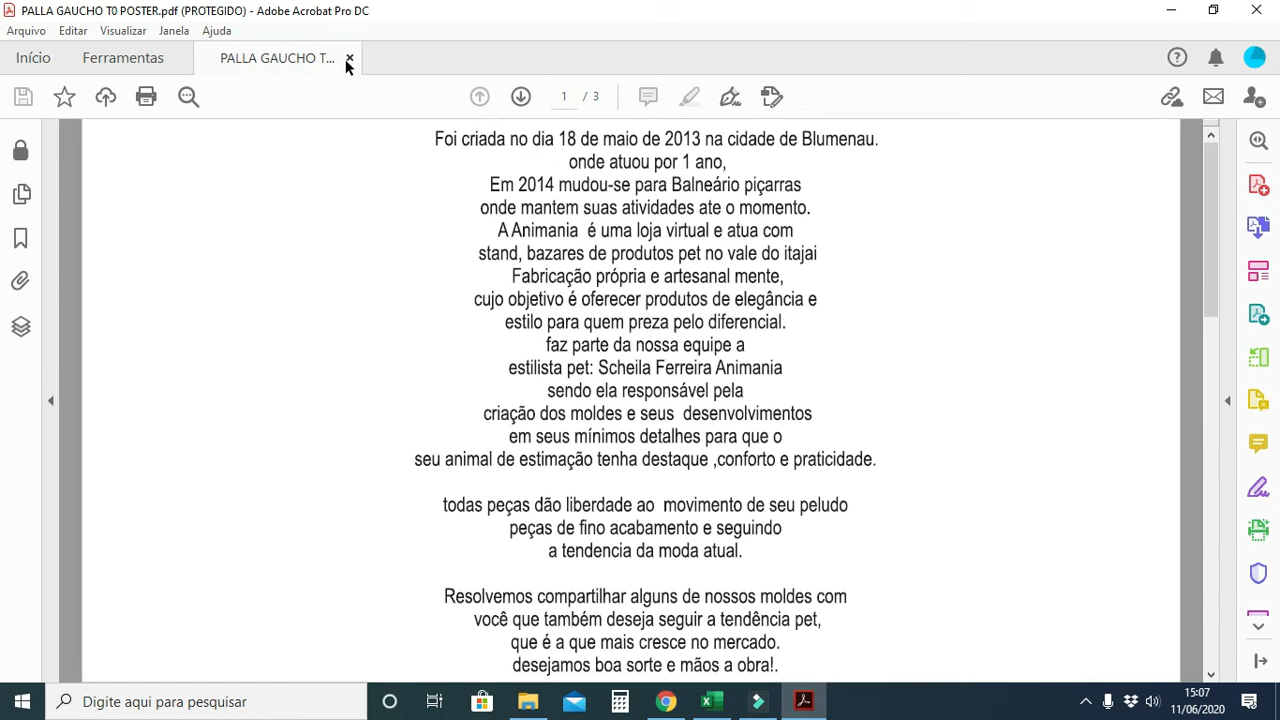 PALLA GAUCHO T0 POSTER.pdf (PROTEGIDO) - Adobe Acrobat Pro DC
Arquivo Editar Visualizar Janela Ajuda
Início Ferramentas PALLA GAUCHO T...
1 / 3
Foi criada no dia 18 de maio de 2013 na cidade de Blumenau.
onde atuou por 1 ano,
Em 2014 mudou-se para Balneário piçarras
onde mantem suas atividades ate o momento.
A Animania é uma loja virtual e atua com
stand, bazares de produtos pet no vale do itajai
Fabricação própria e artesanal mente,
cujo objetivo é oferecer produtos de elegância e
estilo para quem preza pelo diferencial.
faz parte da nossa equipe a
estilista pet: Scheila Ferreira Animania
sendo ela responsável pela
criação dos moldes e seus desenvolvimentos
em seus mínimos detalhes para que o
seu animal de estimação tenha destaque ,conforto e praticidade.
todas peças dão liberdade ao movimento de seu peludo
peças de fino acabamento e seguindo
a tendencia da moda atual.
Resolvemos compartilhar alguns de nossos moldes com
você que também deseja seguir a tendência pet,
que é a que mais cresce no mercado.
desejamos boa sorte e mãos a obra!.
Digite aqui para pesquisar
15:07
11/06/2020